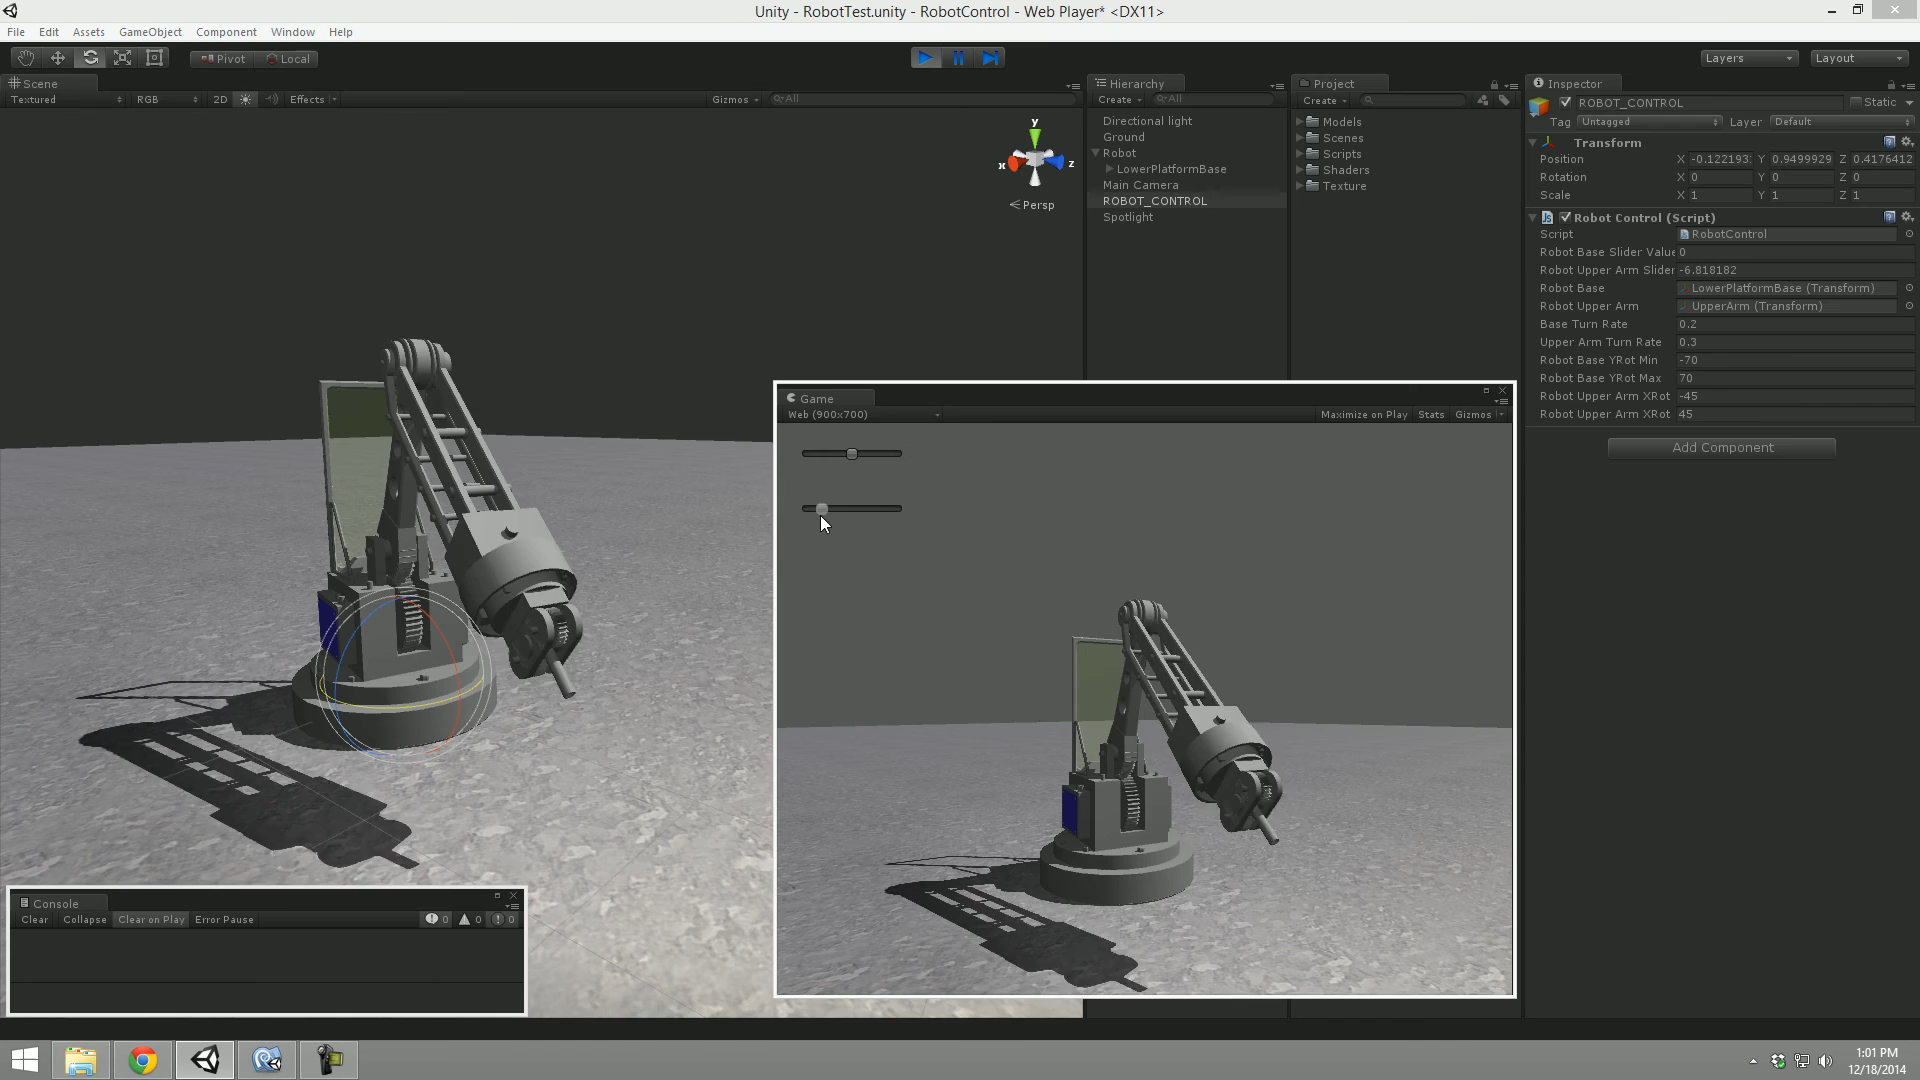 Unity - RobotTest.unity - RobotControl - Web Player* <DX11>
File Edit Assets GameObject Component Window Help
Pivot Local
Layers
Layout
Scene
Textured RGB 2D Effects Gizmos All
y
x
z
Persp
Hierarchy
Create All
Directional light
Ground
Robot
LowerPlatformBase
Main Camera
ROBOT_CONTROL
Spotlight
Project
Create
Models
Scenes
Scripts
Shaders
Texture
Inspector
ROBOT_CONTROL Static
Tag Untagged Layer Default
Transform
Position X -0.122193 Y 0.9499929 Z 0.4176412
Rotation X 0 Y 0 Z 0
Scale X 1 Y 1 Z 1
Robot Control (Script)
Script RobotControl
Robot Base Slider Value 0
Robot Upper Arm Slider -6.818182
Robot Base LowerPlatformBase (Transform)
Robot Upper Arm UpperArm (Transform)
Base Turn Rate 0.2
Upper Arm Turn Rate 0.3
Robot Base YRot Min -70
Robot Base YRot Max 70
Robot Upper Arm XRot -45
Robot Upper Arm XRot 45
Add Component
Game
Web (900x700) Maximize on Play Stats Gizmos
Console
Clear Collapse Clear on Play Error Pause 0 0 0
1:01 PM
12/18/2014